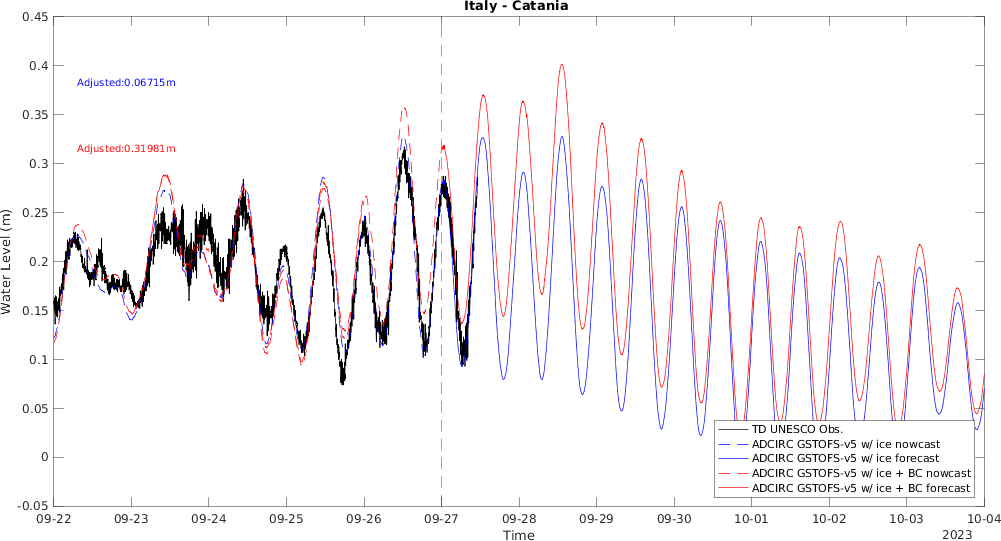 Italy - Catania
0.45
0.4
0.35
0.3
0.25
0.2
0.15
0.1
0.05
0
-0.05
Water Level (m)
Adjusted:0.06715m
Adjusted:0.31981m
TD UNESCO Obs.
ADCIRC GSTOFS-v5 w/ ice nowcast
ADCIRC GSTOFS-v5 w/ ice forecast
ADCIRC GSTOFS-v5 w/ ice + BC nowcast
ADCIRC GSTOFS-v5 w/ ice + BC forecast
09-22 09-23 09-24 09-25 09-26 09-27 09-28 09-29 09-30 10-01 10-02 10-03 10-04
Time
2023